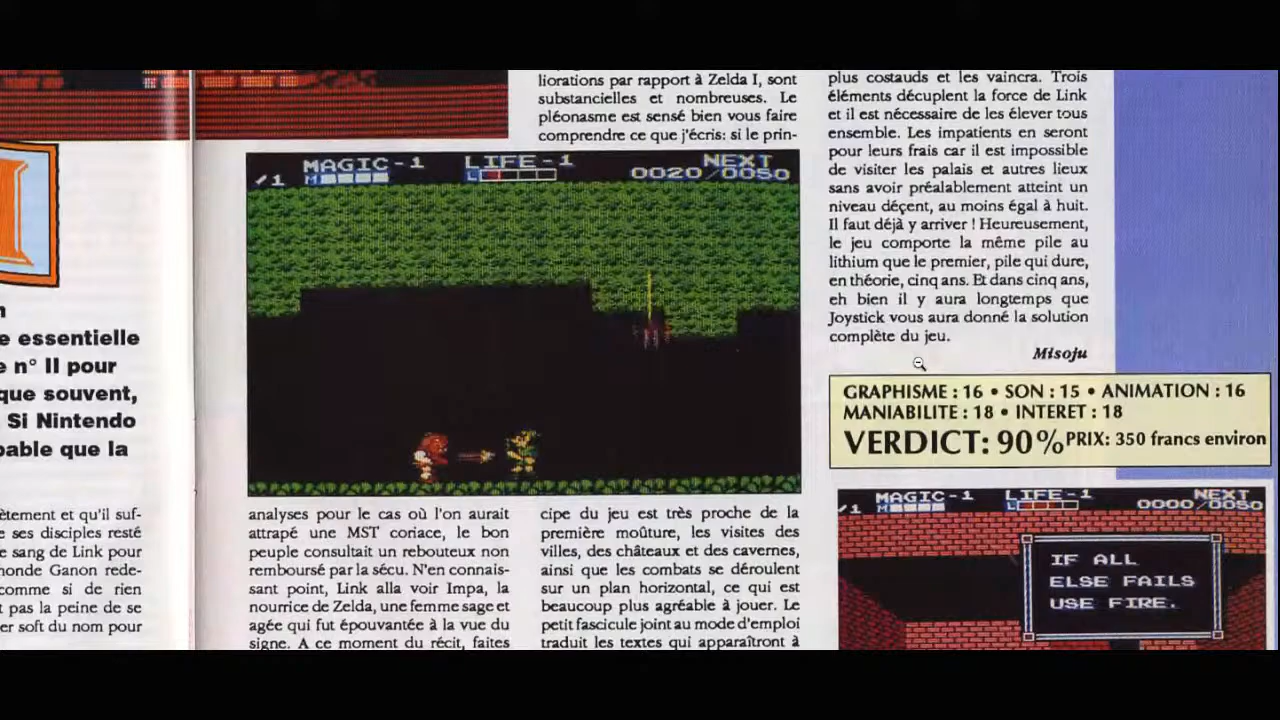 n
e essentielle
e n° II pour
que souvent,
Si Nintendo
pable que la
ètement et qu'il suf-
e ses disciples resté
e sang de Link pour
monde Ganon rede-
comme si de rien
t pas la peine de se
er soft du nom pour
MAGIC-1 LIFE-1 NEXT
/1 M L 0020/0050
analyses pour le cas où l'on aurait
attrapé une MST coriace, le bon
peuple consultait un rebouteux non
remboursé par la sécu. N'en connais-
sant point, Link alla voir Impa, la
nourrice de Zelda, une femme sage et
agée qui fut épouvantée à la vue du
signe. A ce moment du récit, faites
liorations par rapport à Zelda I, sont
substancielles et nombreuses. Le
pléonasme est sensé bien vous faire
comprendre ce que j'écris: si le prin-
cipe du jeu est très proche de la
première moûture, les visites des
villes, des châteaux et des cavernes,
ainsi que les combats se déroulent
sur un plan horizontal, ce qui est
beaucoup plus agréable à jouer. Le
petit fascicule joint au mode d'emploi
traduit les textes qui apparaîtront à
plus costauds et les vaincra. Trois
éléments décuplent la force de Link
et il est nécessaire de les élever tous
ensemble. Les impatients en seront
pour leurs frais car il est impossible
de visiter les palais et autres lieux
sans avoir préalablement atteint un
niveau déçent, au moins égal à huit.
Il faut déjà y arriver ! Heureusement,
le jeu comporte la même pile au
lithium que le premier, pile qui dure,
en théorie, cinq ans. Et dans cinq ans,
eh bien il y aura longtemps que
Joystick vous aura donné la solution
complète du jeu.
Misoju
GRAPHISME : 16 • SON : 15 • ANIMATION : 16
MANIABILITE : 18 • INTERET : 18
VERDICT: 90% PRIX: 350 francs environ
MAGIC-1 LIFE-1 NEXT
/1 L 0000/0050
IF ALL
ELSE FAILS
USE FIRE.